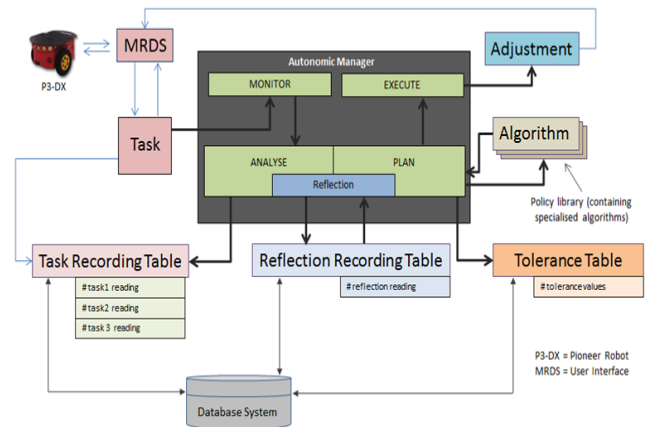 MRDS
P3-DX
Autonomic Manager
MONITOR
EXECUTE
Adjustment
Task
ANALYSE
PLAN
Reflection
Algorithm
Policy library (containing
specialised algorithms)
Task Recording Table
# task1 reading
# task2 reading
# task 3 reading
Reflection Recording Table
# reflection reading
Tolerance Table
# tolerance values
P3-DX = Pioneer Robot
MRDS = User Interface
Database System